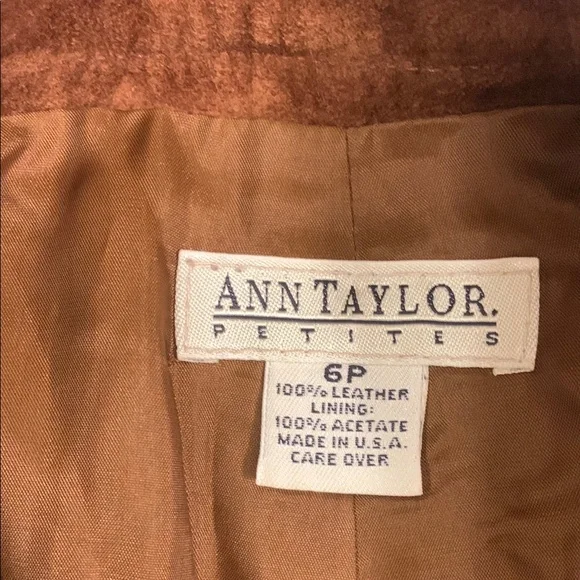 ANN TAYLOR.
PETITES
6P
100% LEATHER
LINING:
100% ACETATE
MADE IN U.S.A.
CARE OVER